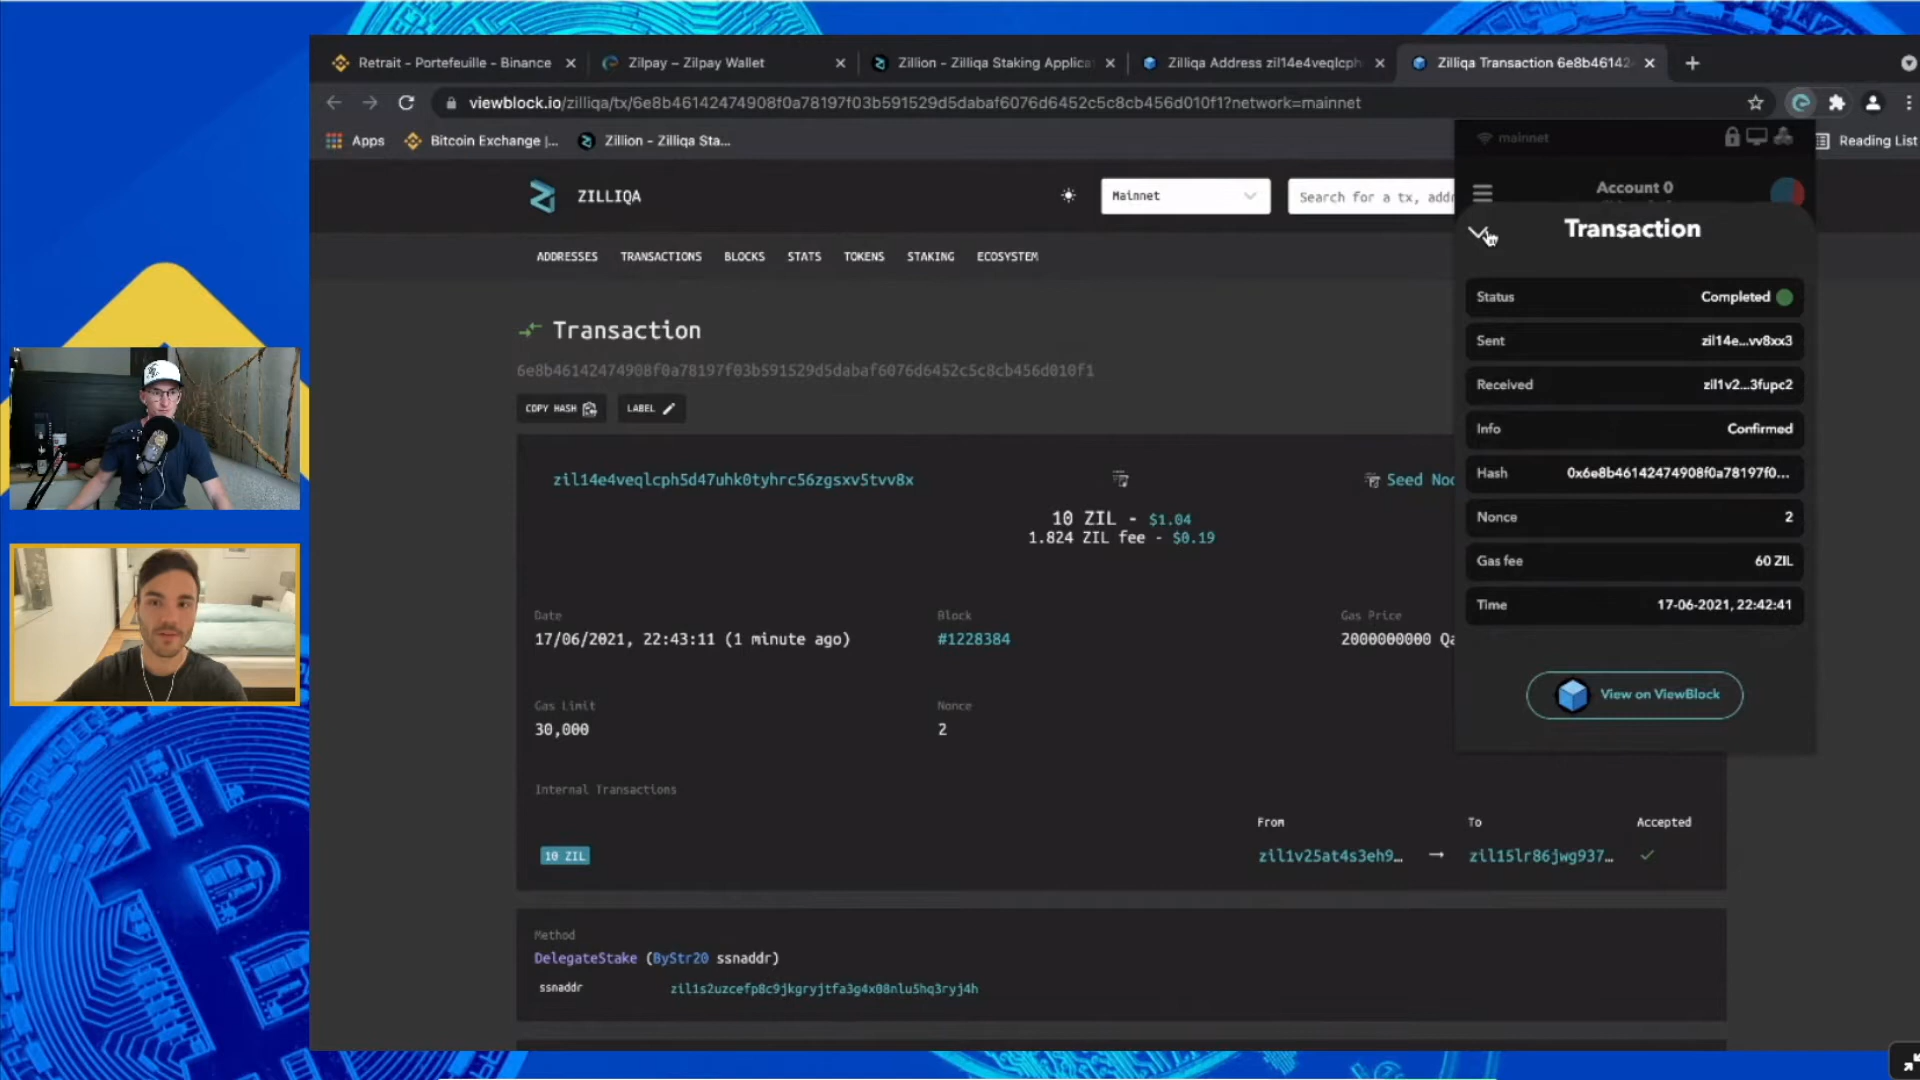 Retrait - Portefeuille - Binance
Zilpay – Zilpay Wallet
Zillion - Zilliqa Staking Applica
Zilliqa Address zil14e4veqlcph
Zilliqa Transaction 6e8b46142
viewblock.io/zilliqa/tx/6e8b46142474908f0a78197f03b591529d5dabaf6076d6452c5c8cb456d010f1?network=mainnet
Apps
Bitcoin Exchange |...
Zillion - Zilliqa Sta...
Reading List
mainnet
ZILLIQA
Mainnet
Search for a tx, addr
Account 0
ADDRESSES TRANSACTIONS BLOCKS STATS TOKENS STAKING ECOSYSTEM
Transaction
6e8b46142474908f0a78197f03b591529d5dabaf6076d6452c5c8cb456d010f1
COPY HASH
LABEL
zil14e4veqlcph5d47uhk0tyhrc56zgsxv5tvv8x
Seed Noc
10 ZIL - $1.04
1.824 ZIL fee - $0.19
Date
17/06/2021, 22:43:11 (1 minute ago)
Block
#1228384
Gas Price
2000000000 Qa
Gas Limit
30,000
Nonce
2
Internal Transactions
From To Accepted
10 ZIL
zil1v25at4s3eh9… → zil15lr86jwg937…
Method
DelegateStake (ByStr20 ssnaddr)
ssnaddr zil1s2uzcefp8c9jkgryjtfa3g4x08nlu5hq3ryj4h
Transaction
Status Completed
Sent zil14e...vv8xx3
Received zil1v2...3fupc2
Info Confirmed
Hash 0x6e8b46142474908f0a78197f0...
Nonce 2
Gas fee 60 ZIL
Time 17-06-2021, 22:42:41
View on ViewBlock